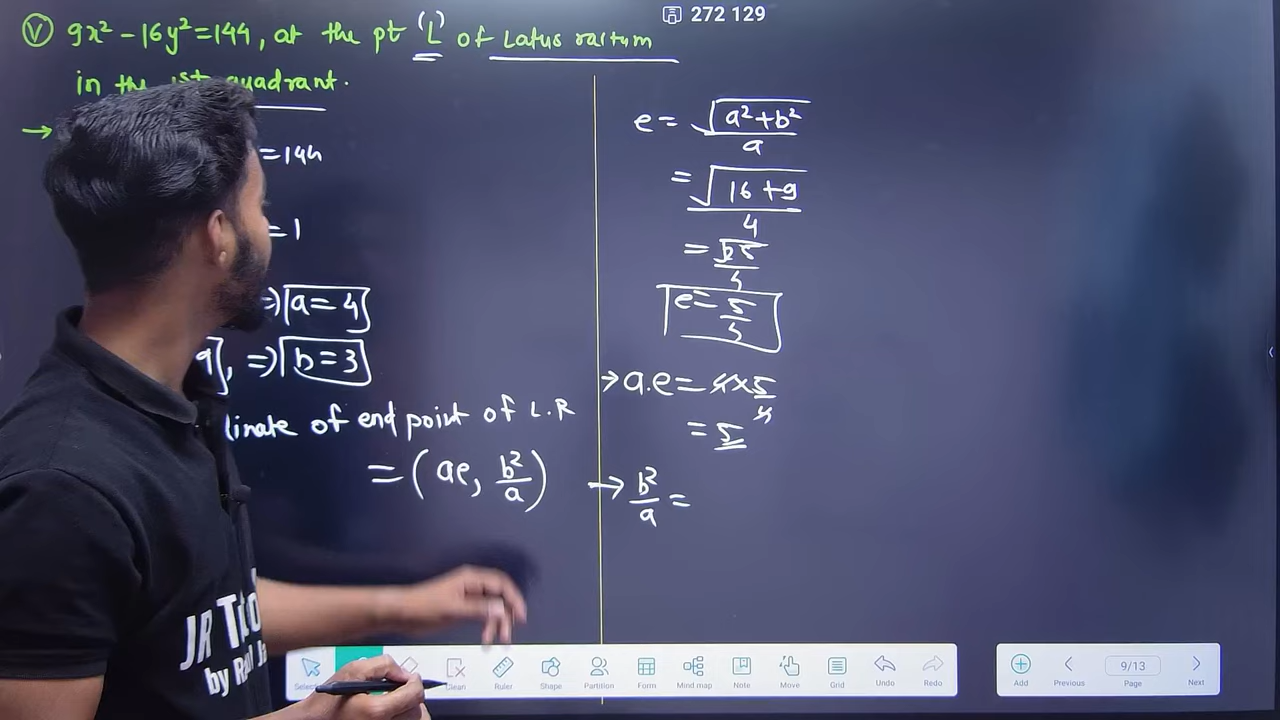 272 129
Ⓥ 9x² - 16y² = 144, at the pt (L) of Latus rectum
in the 1st quadrant.
→
= 144
= 1
⇒ a = 4
9, ⇒ b = 3
dinate of end point of L.R
= (ae, b²/a)
e = √(a²+b²)/a
= √(16+9)/4
=
e = 5/4
→ a.e = 4×5/4
= 5
→ b²/a =
JR
by
Select
Clean
Ruler
Shape
Partition
Form
Mind map
Note
Move
Grid
Undo
Redo
Add
Previous
9/13
Page
Next